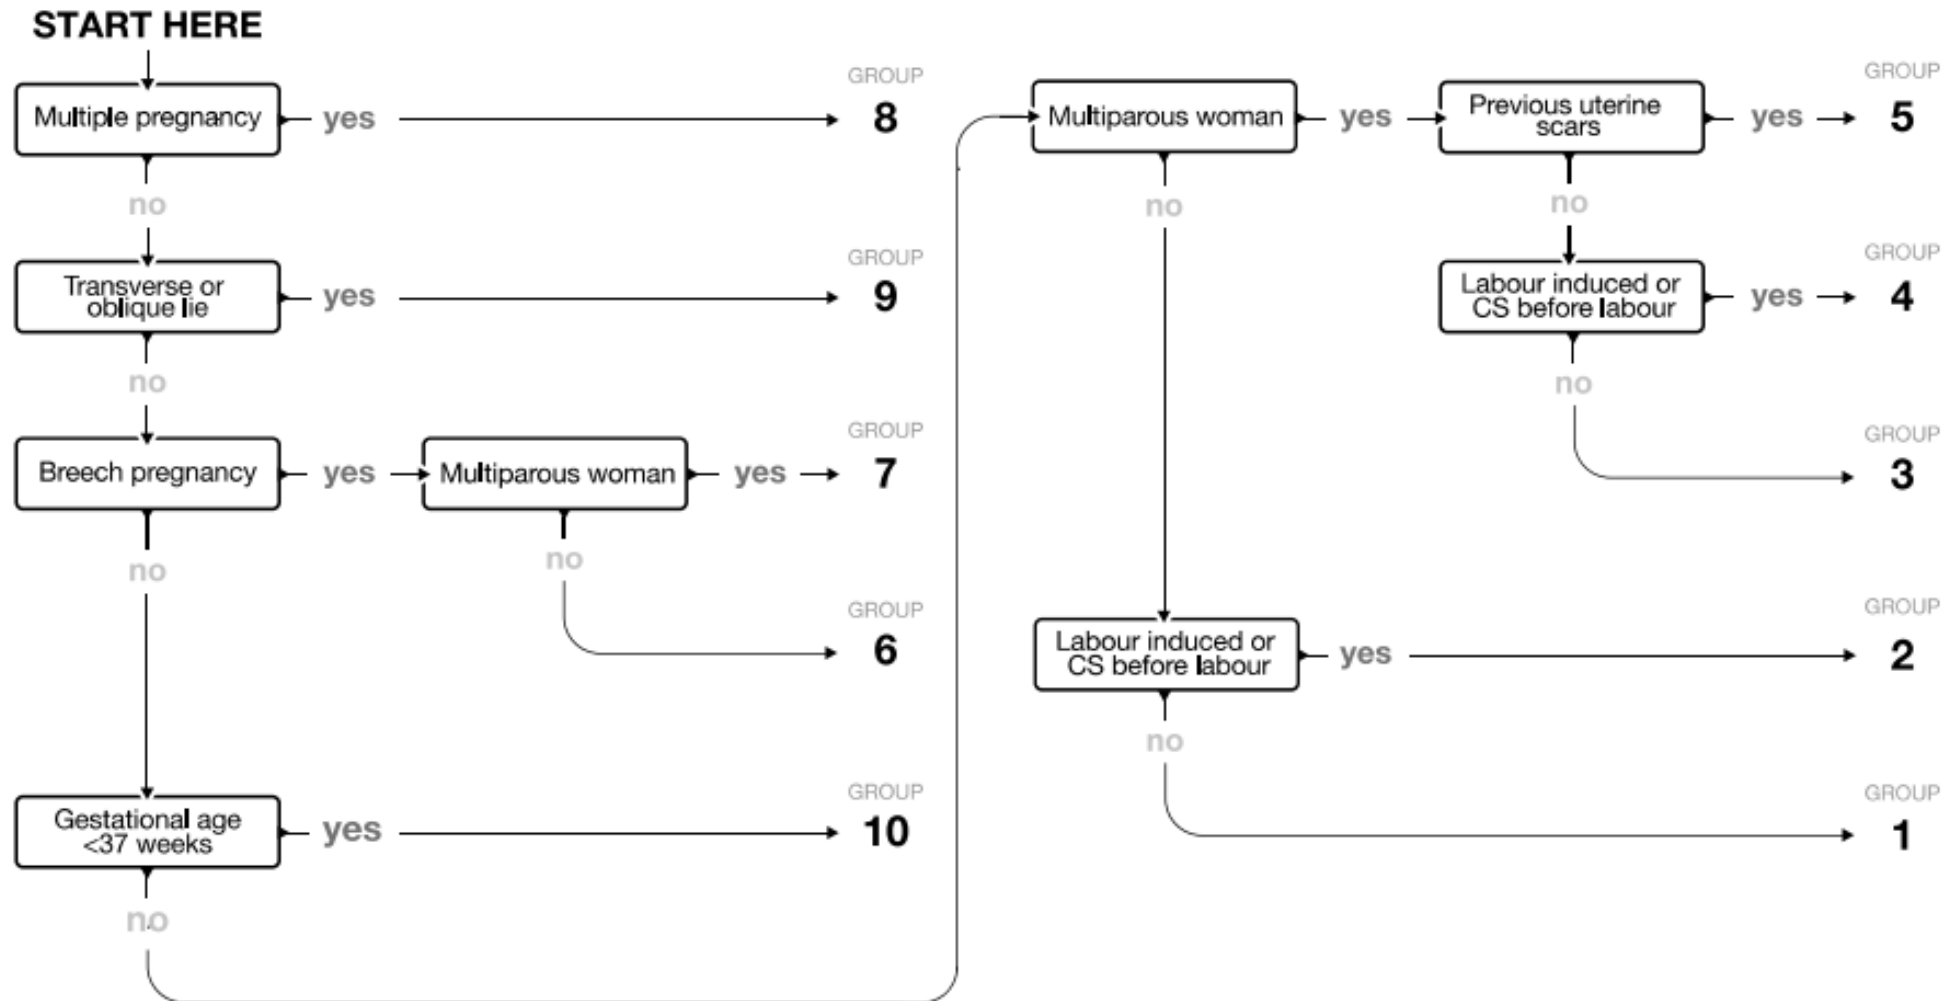 START HERE
Multiple pregnancy
yes
GROUP
8
no
Transverse or
oblique lie
yes
GROUP
9
no
Breech pregnancy
yes
Multiparous woman
yes
GROUP
7
no
no
GROUP
6
Gestational age
<37 weeks
yes
GROUP
10
no
Multiparous woman
yes
Previous uterine
scars
yes
GROUP
5
no
no
Labour induced or
CS before labour
yes
GROUP
4
no
GROUP
3
Labour induced or
CS before labour
yes
GROUP
2
no
GROUP
1